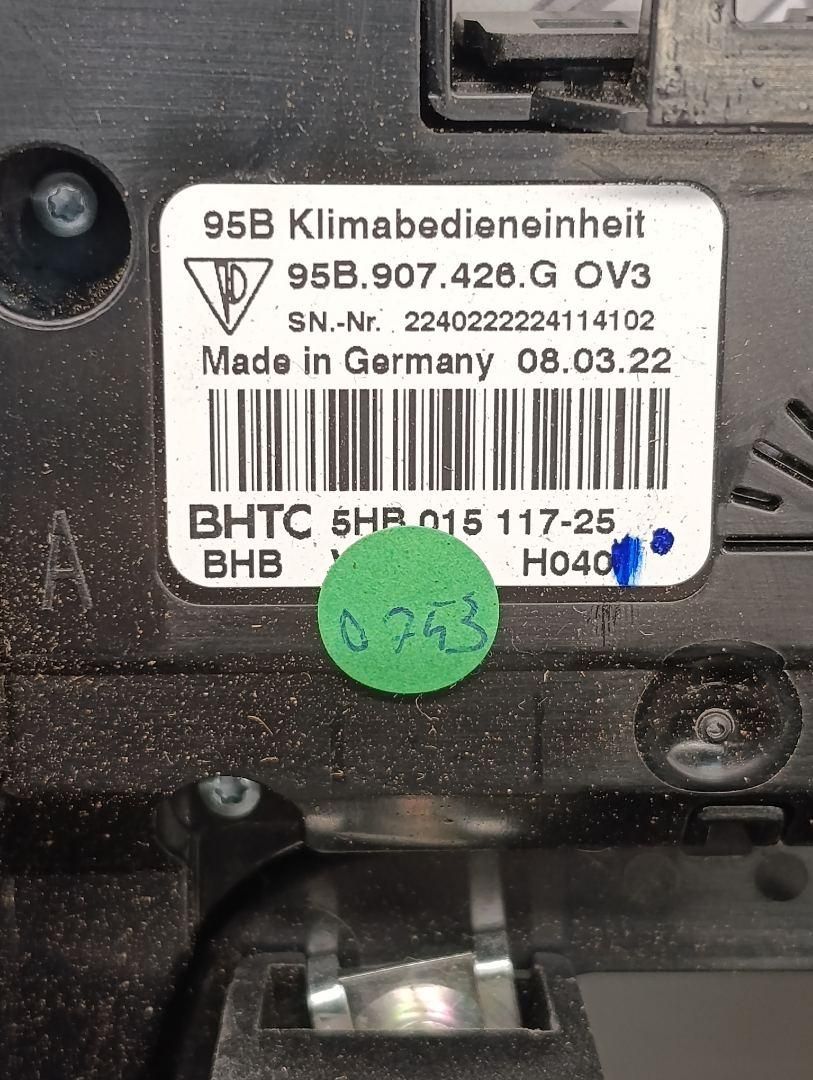 95B Klimabedieneinheit
95B.907.426.G OV3
SN.-Nr. 2240222224114102
Made in Germany 08.03.22
BHTC 5HB 015 117-25
BHB H040
0743
A